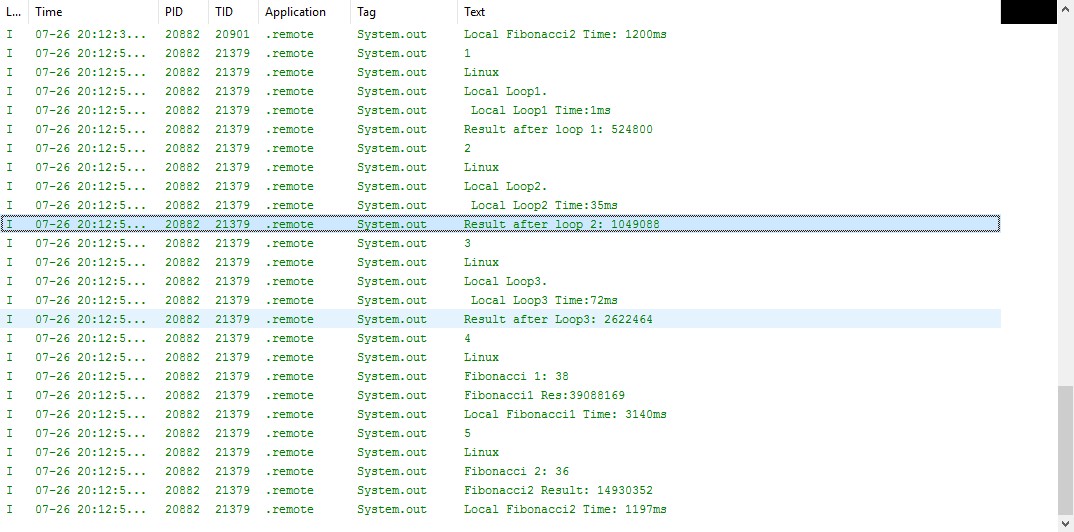 L... Time PID TID Application Tag Text
I 07-26 20:12:3... 20882 20901 .remote System.out Local Fibonacci2 Time: 1200ms
I 07-26 20:12:5... 20882 21379 .remote System.out 1
I 07-26 20:12:5... 20882 21379 .remote System.out Linux
I 07-26 20:12:5... 20882 21379 .remote System.out Local Loop1.
I 07-26 20:12:5... 20882 21379 .remote System.out Local Loop1 Time:1ms
I 07-26 20:12:5... 20882 21379 .remote System.out Result after loop 1: 524800
I 07-26 20:12:5... 20882 21379 .remote System.out 2
I 07-26 20:12:5... 20882 21379 .remote System.out Linux
I 07-26 20:12:5... 20882 21379 .remote System.out Local Loop2.
I 07-26 20:12:5... 20882 21379 .remote System.out Local Loop2 Time:35ms
I 07-26 20:12:5... 20882 21379 .remote System.out Result after loop 2: 1049088
I 07-26 20:12:5... 20882 21379 .remote System.out 3
I 07-26 20:12:5... 20882 21379 .remote System.out Linux
I 07-26 20:12:5... 20882 21379 .remote System.out Local Loop3.
I 07-26 20:12:5... 20882 21379 .remote System.out Local Loop3 Time:72ms
I 07-26 20:12:5... 20882 21379 .remote System.out Result after Loop3: 2622464
I 07-26 20:12:5... 20882 21379 .remote System.out 4
I 07-26 20:12:5... 20882 21379 .remote System.out Linux
I 07-26 20:12:5... 20882 21379 .remote System.out Fibonacci 1: 38
I 07-26 20:12:5... 20882 21379 .remote System.out Fibonacci1 Res:39088169
I 07-26 20:12:5... 20882 21379 .remote System.out Local Fibonacci1 Time: 3140ms
I 07-26 20:12:5... 20882 21379 .remote System.out 5
I 07-26 20:12:5... 20882 21379 .remote System.out Linux
I 07-26 20:12:5... 20882 21379 .remote System.out Fibonacci 2: 36
I 07-26 20:12:5... 20882 21379 .remote System.out Fibonacci2 Result: 14930352
I 07-26 20:12:5... 20882 21379 .remote System.out Local Fibonacci2 Time: 1197ms